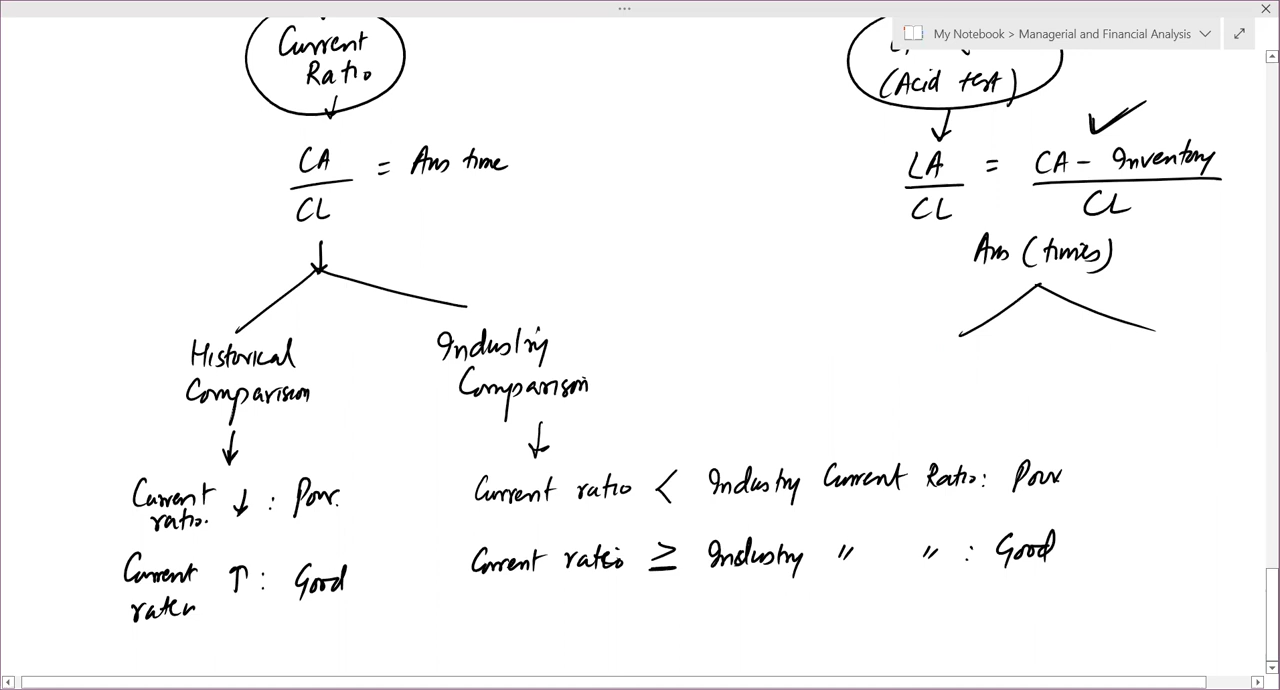 ...
My Notebook > Managerial and Financial Analysis
Current
Ratio
(Acid test)
CA
CL
= Ans time
LA
CL
=
CA - Inventory
CL
Ans (times)
Historical
Comparison
Industry
Comparison
Current
ratio. ↓ : Poor.
Current ratio < Industry Current Ratio: Poor
Current
ratio ↑ : Good
Current ratio ≥ Industry " " : Good